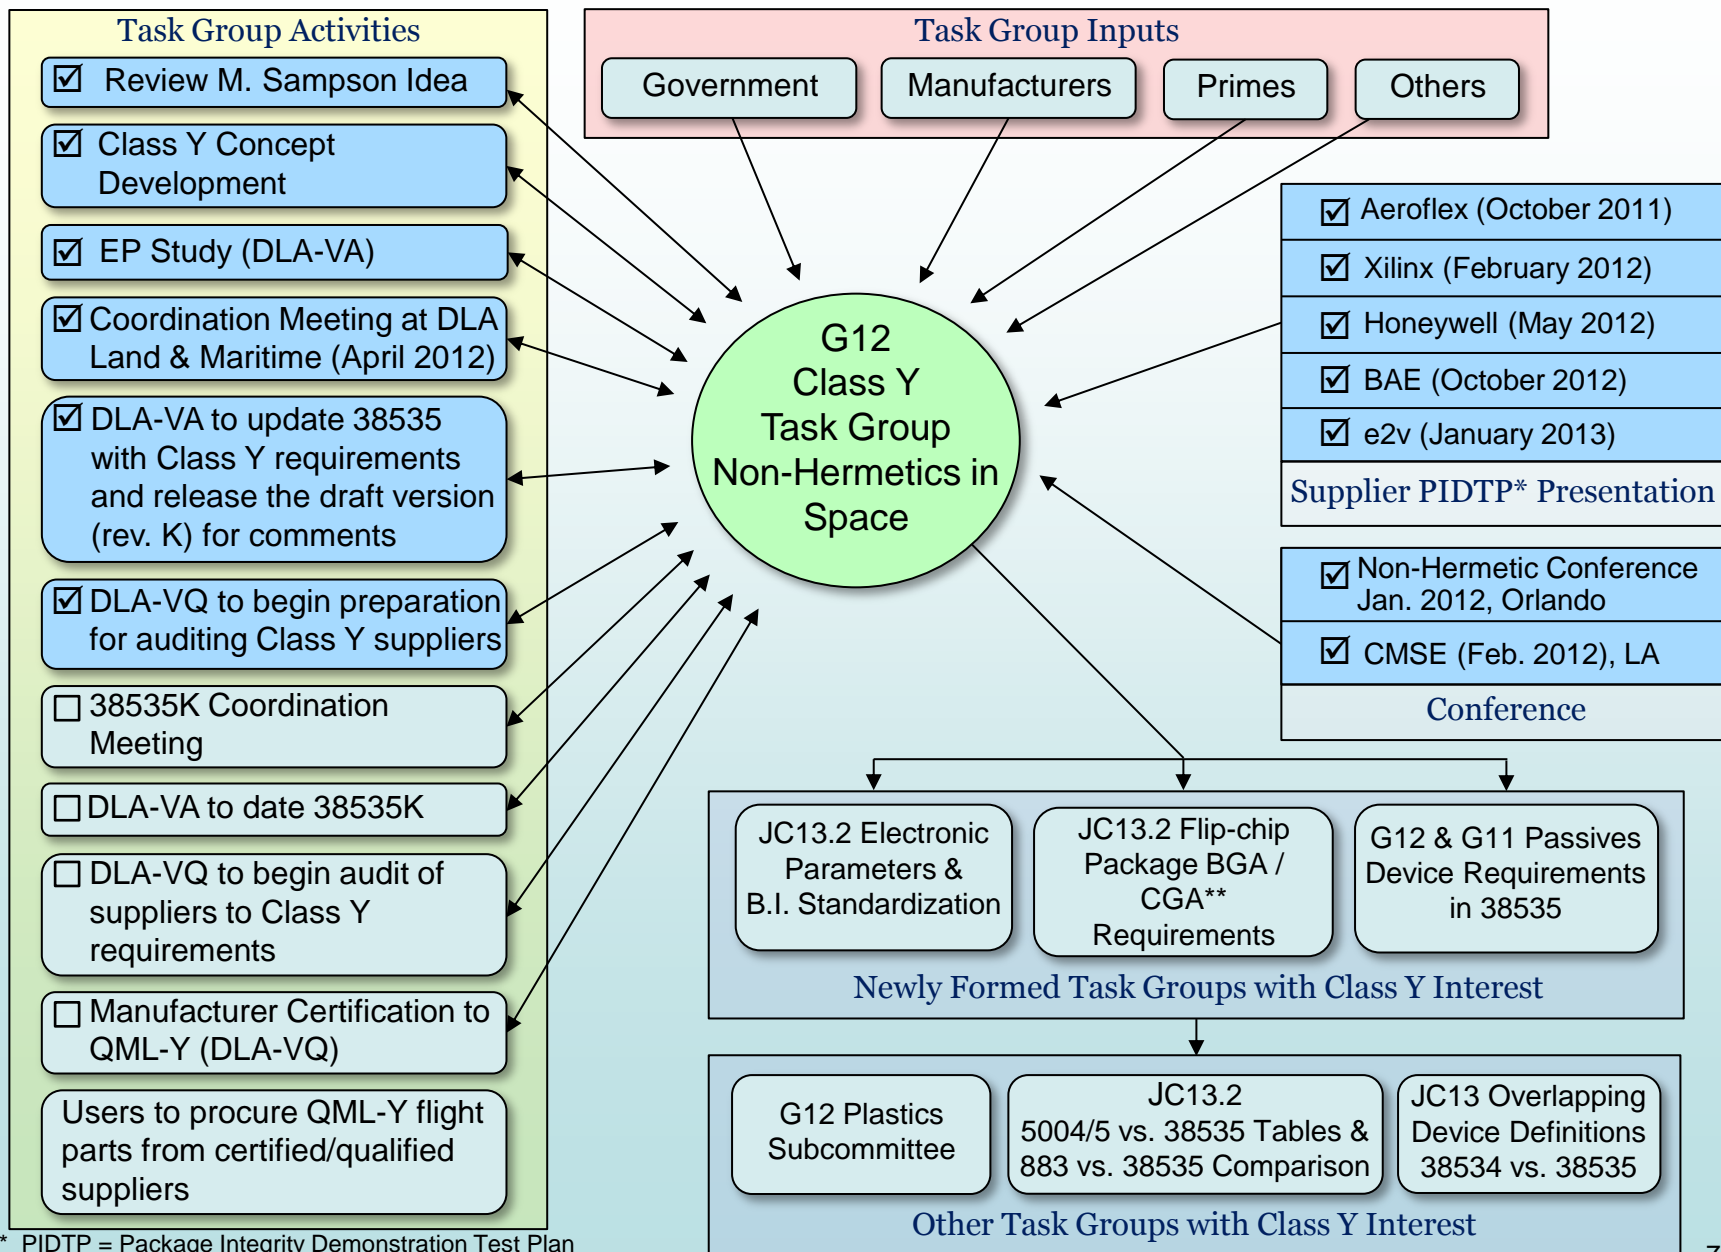 Task Group Activities
☑ Review M. Sampson Idea
☑ Class Y Concept
Development
☑ EP Study (DLA-VA)
☑ Coordination Meeting at DLA
Land & Maritime (April 2012)
☑ DLA-VA to update 38535
with Class Y requirements
and release the draft version
(rev. K) for comments
☑ DLA-VQ to begin preparation
for auditing Class Y suppliers
☐ 38535K Coordination
Meeting
☐ DLA-VA to date 38535K
☐ DLA-VQ to begin audit of
suppliers to Class Y
requirements
☐ Manufacturer Certification to
QML-Y (DLA-VQ)
Users to procure QML-Y flight
parts from certified/qualified
suppliers
Task Group Inputs
Government
Manufacturers
Primes
Others
G12
Class Y
Task Group
Non-Hermetics in
Space
☑ Aeroflex (October 2011)
☑ Xilinx (February 2012)
☑ Honeywell (May 2012)
☑ BAE (October 2012)
☑ e2v (January 2013)
Supplier PIDTP* Presentation
☑ Non-Hermetic Conference
Jan. 2012, Orlando
☑ CMSE (Feb. 2012), LA
Conference
JC13.2 Electronic
Parameters &
B.I. Standardization
JC13.2 Flip-chip
Package BGA /
CGA**
Requirements
G12 & G11 Passives
Device Requirements
in 38535
Newly Formed Task Groups with Class Y Interest
G12 Plastics
Subcommittee
JC13.2
5004/5 vs. 38535 Tables &
883 vs. 38535 Comparison
JC13 Overlapping
Device Definitions
38534 vs. 38535
Other Task Groups with Class Y Interest
* PIDTP = Package Integrity Demonstration Test Plan